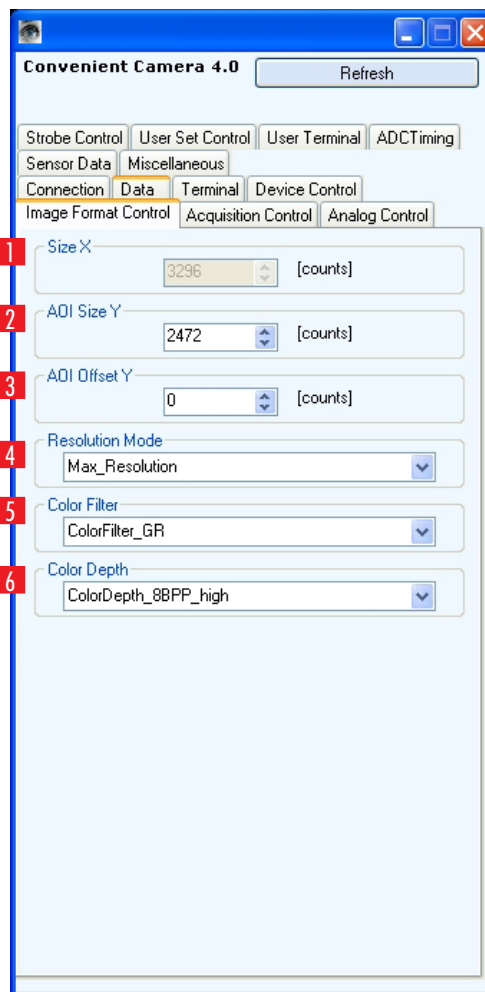 Convenient Camera 4.0 Refresh
Strobe Control User Set Control User Terminal ADCTiming
Sensor Data Miscellaneous
Connection Data Terminal Device Control
Image Format Control Acquisition Control Analog Control
1 Size X
3296 [counts]
2 AOI Size Y
2472 [counts]
3 AOI Offset Y
0 [counts]
4 Resolution Mode
Max_Resolution
5 Color Filter
ColorFilter_GR
6 Color Depth
ColorDepth_8BPP_high